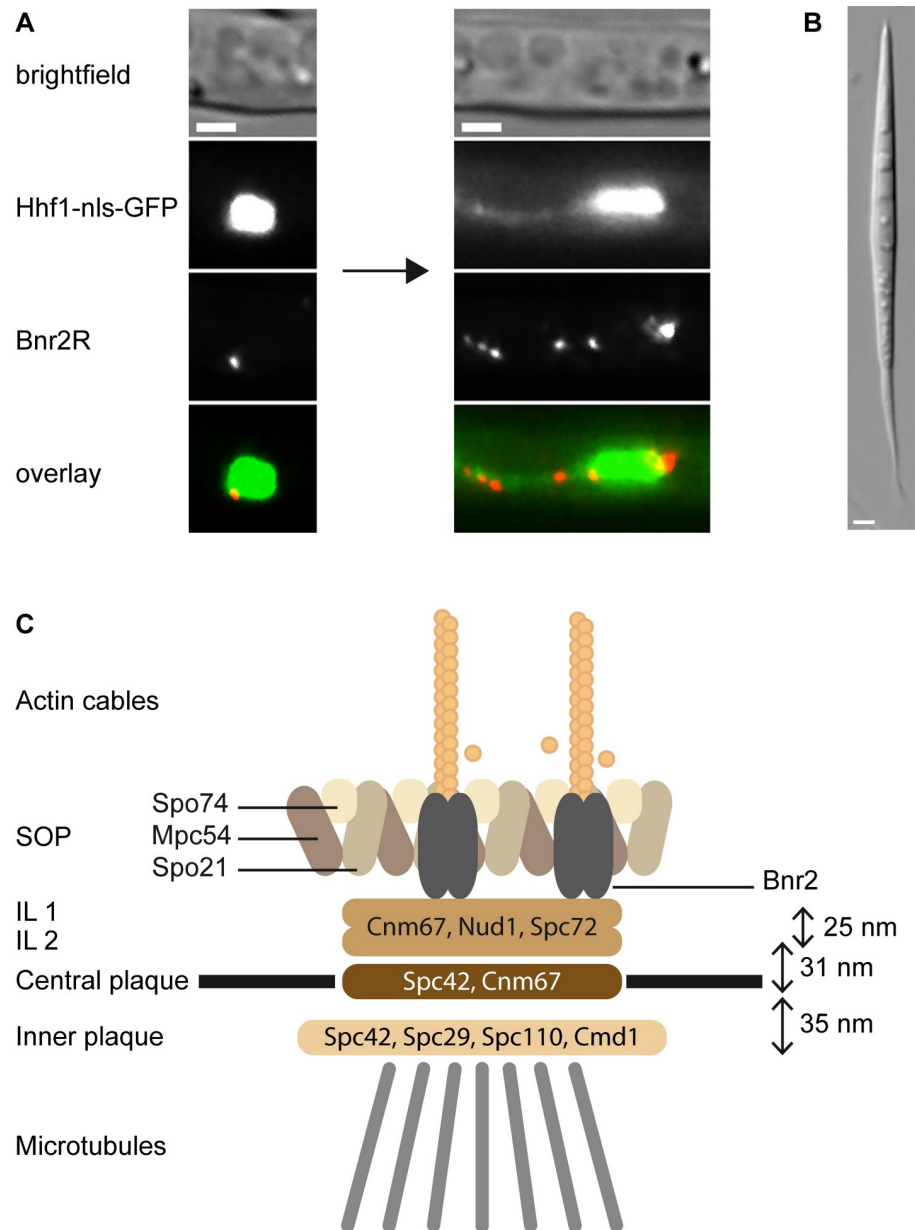 A
B
brightfield
Hhf1-nls-GFP
Bnr2R
overlay
C
Actin cables
Spo74
SOP
Mpc54
Spo21
Bnr2
IL 1
IL 2
Cnm67, Nud1, Spc72
25 nm
31 nm
Central plaque
Spc42, Cnm67
35 nm
Inner plaque
Spc42, Spc29, Spc110, Cmd1
Microtubules